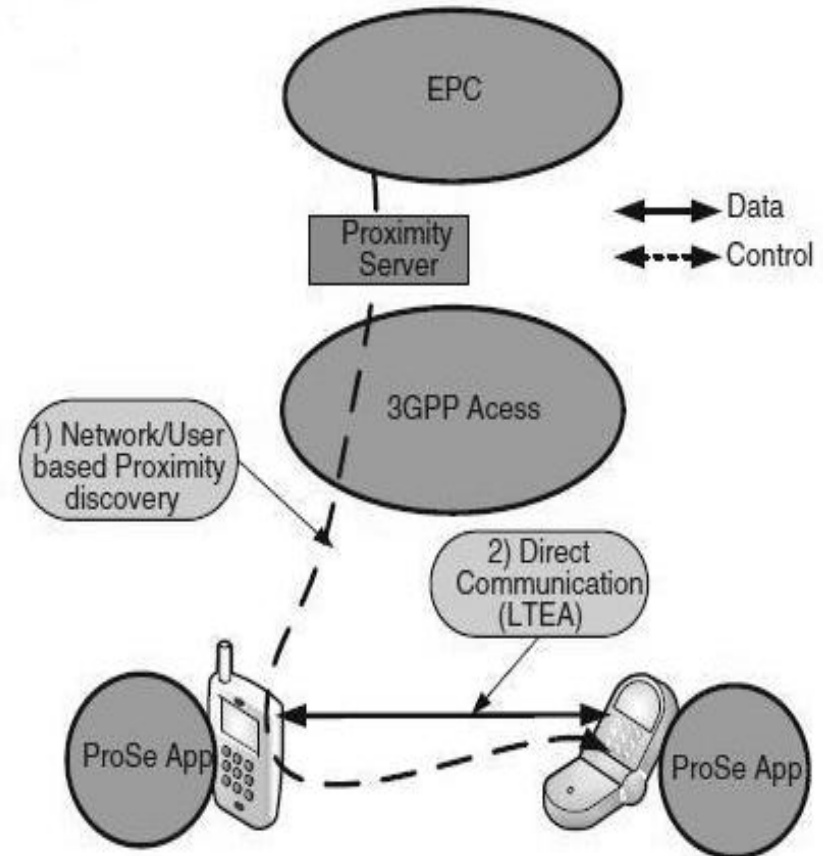 EPC
Proximity
Server
Data
Control
3GPP Acess
1) Network/User
based Proximity
discovery
2) Direct
Communication
(LTEA)
ProSe App
ProSe App